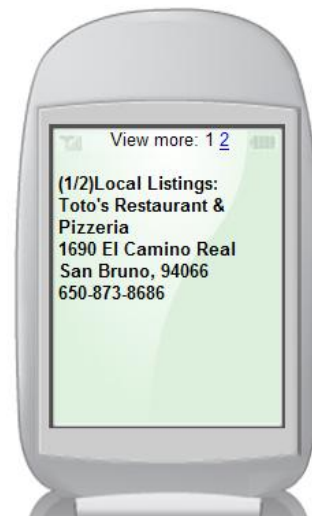 View more: 1 2
(1/2)Local Listings:
Toto's Restaurant &
Pizzeria
1690 El Camino Real
San Bruno, 94066
650-873-8686